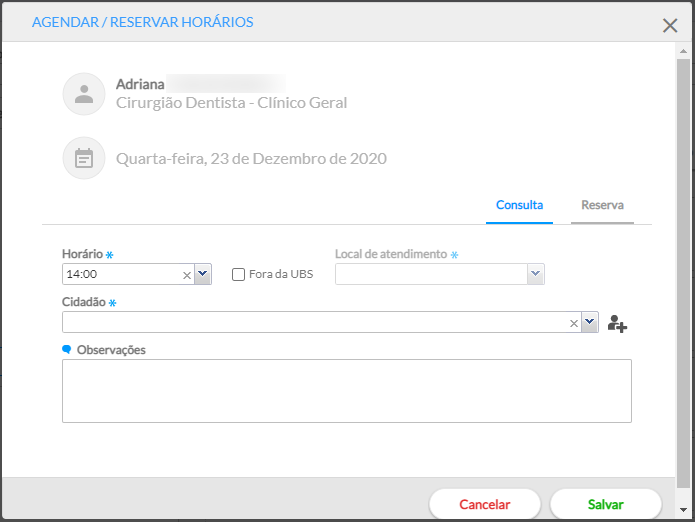 AGENDAR / RESERVAR HORÁRIOS
Adriana
Cirurgião Dentista - Clínico Geral
Quarta-feira, 23 de Dezembro de 2020
Consulta Reserva
Horário * Local de atendimento *
14:00 Fora da UBS
Cidadão *
Observações
Cancelar Salvar